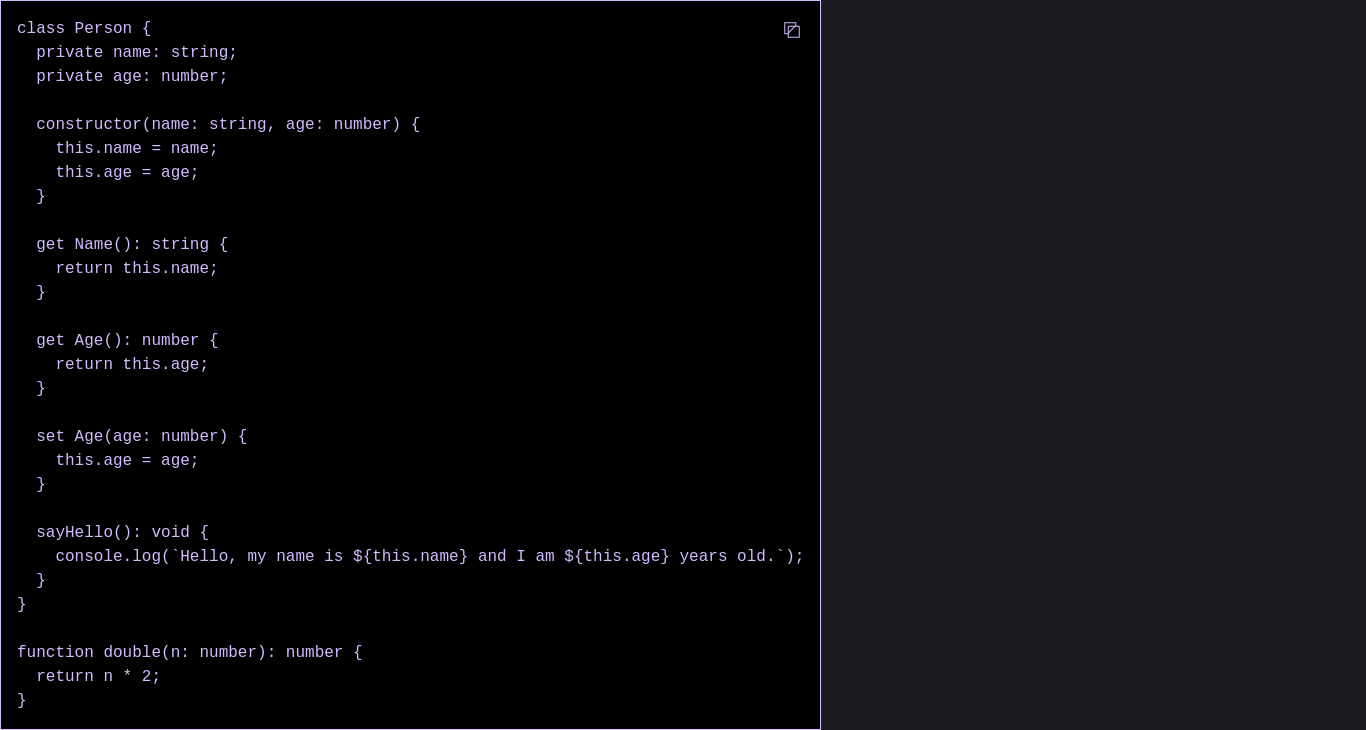 class Person {
  private name: string;
  private age: number;

  constructor(name: string, age: number) {
    this.name = name;
    this.age = age;
  }

  get Name(): string {
    return this.name;
  }

  get Age(): number {
    return this.age;
  }

  set Age(age: number) {
    this.age = age;
  }

  sayHello(): void {
    console.log(`Hello, my name is ${this.name} and I am ${this.age} years old.`);
  }
}

function double(n: number): number {
  return n * 2;
}